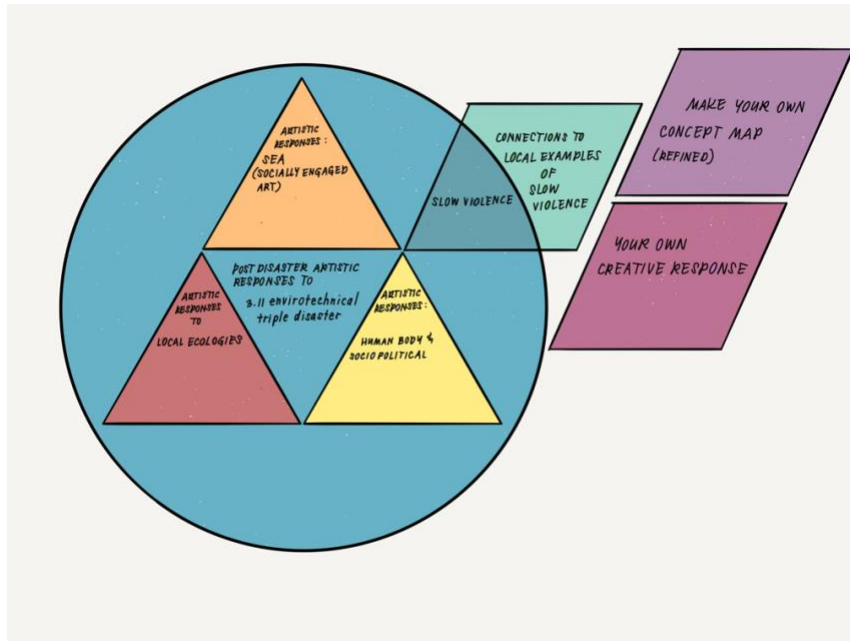 ARTISTIC
RESPONSES:
SEA
(SOCIALLY ENGAGED
ART)
POST DISASTER ARTISTIC
RESPONSES TO
3.11 envirotechnical
triple disaster
ARTISTIC
RESPONSES
TO
LOCAL ECOLOGIES
ARTISTIC
RESPONSES:
HUMAN BODY &
SOCIOPOLITICAL
SLOW VIOLENCE
CONNECTIONS TO
LOCAL EXAMPLES
OF
SLOW
VIOLENCE
MAKE YOUR OWN
CONCEPT MAP
(REFINED)
YOUR OWN
CREATIVE RESPONSE